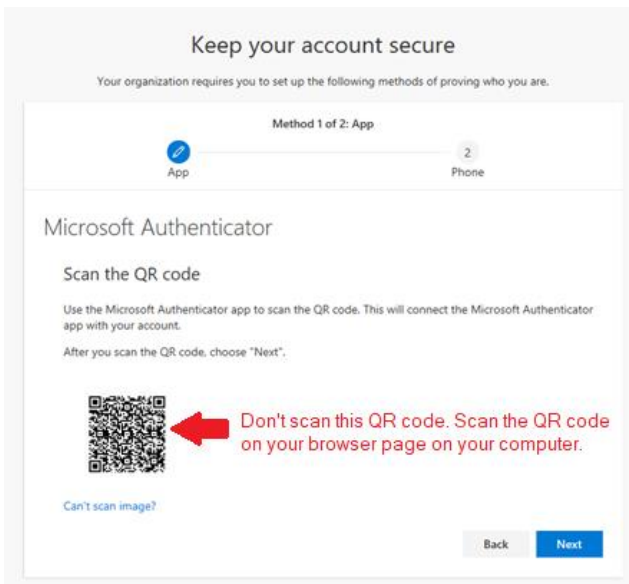 Keep your account secure
Your organization requires you to set up the following methods of proving who you are.
Method 1 of 2: App
2
App
Phone
Microsoft Authenticator
Scan the QR code
Use the Microsoft Authenticator app to scan the QR code. This will connect the Microsoft Authenticator
app with your account.
After you scan the QR code, choose "Next".
Don't scan this QR code. Scan the QR code
on your browser page on your computer.
Can't scan image?
Back
Next